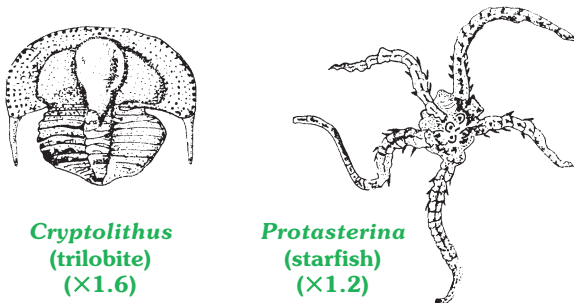 Cryptolithus
(trilobite)
(×1.6)
Protasterina
(starfish)
(×1.2)